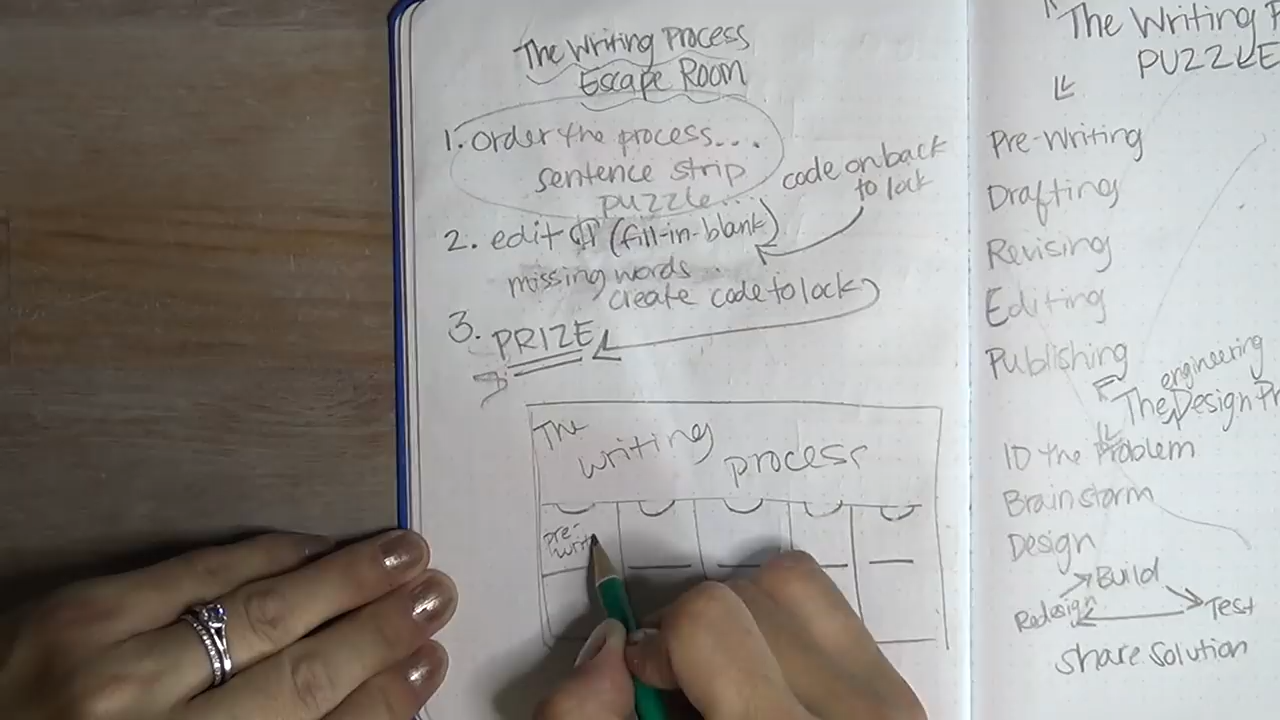 The Writing Process
Escape Room
1. order the process...
sentence strip
puzzle...
code on back
to lock
2. edit (fill-in-blank)
missing words...
create code to lock
3. PRIZE
The
writing
process
pre-
writ
The Writing P
PUZZLE
Pre-Writing
Drafting
Revising
Editing
Publishing
engineering
The Design Pr
ID the Problem
Brainstorm
Design
Build
Redesign
Test
Share Solution